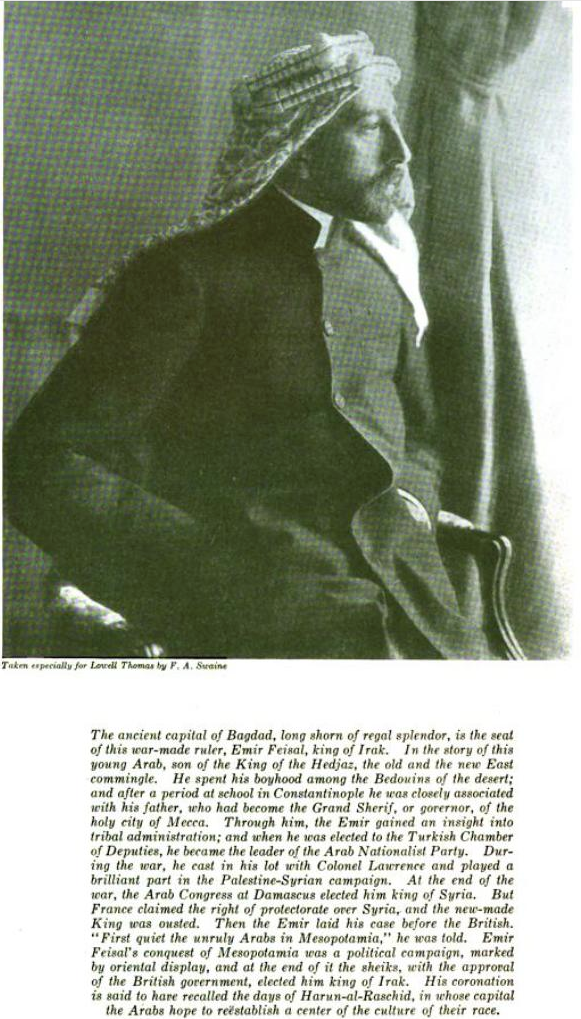 Taken especially for Lowell Thomas by F. A. Swaine
The ancient capital of Bagdad, long shorn of regal splendor, is the seat
of this war-made ruler, Emir Feisal, king of Irak. In the story of this
young Arab, son of the King of the Hedjaz, the old and the new East
commingle. He spent his boyhood among the Bedouins of the desert;
and after a period at school in Constantinople he was closely associated
with his father, who had become the Grand Sherif, or governor, of the
holy city of Mecca. Through him, the Emir gained an insight into
tribal administration; and when he was elected to the Turkish Chamber
of Deputies, he became the leader of the Arab Nationalist Party. Dur-
ing the war, he cast in his lot with Colonel Lawrence and played a
brilliant part in the Palestine-Syrian campaign. At the end of the
war, the Arab Congress at Damascus elected him king of Syria. But
France claimed the right of protectorate over Syria, and the new-made
King was ousted. Then the Emir laid his case before the British.
"First quiet the unruly Arabs in Mesopotamia," he was told. Emir
Feisal's conquest of Mesopotamia was a political campaign, marked
by oriental display, and at the end of it the sheiks, with the approval
of the British government, elected him king of Irak. His coronation
is said to have recalled the days of Harun-al-Raschid, in whose capital
the Arabs hope to reëstablish a center of the culture of their race.